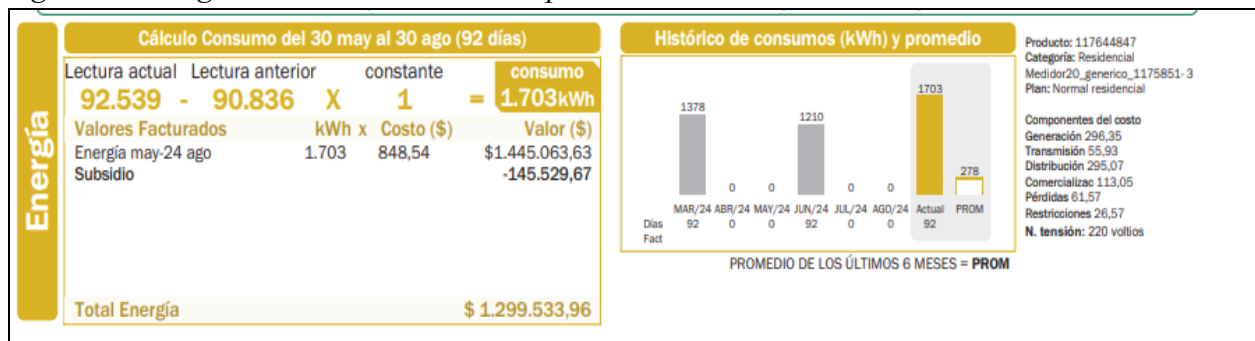 Energía
Cálculo Consumo del 30 may al 30 ago (92 días)
Lectura actual Lectura anterior constante consumo
92.539 - 90.836 X 1 = 1.703kWh
Valores Facturados kWh x Costo ($) Valor ($)
Energía may-24 ago 1.703 848,54 $1.445.063,63
Subsidio -145.529,67
Total Energía $ 1.299.533,96
Histórico de consumos (kWh) y promedio
1378 0 0 1210 0 0 1703 278
MAR/24 ABR/24 MAY/24 JUN/24 JUL/24 AGO/24 Actual PROM
Días 92 0 0 92 0 0 92
Fact
PROMEDIO DE LOS ÚLTIMOS 6 MESES = PROM
Producto: 117644847
Categoría: Residencial
Medidor20_generico_1175851- 3
Plan: Normal residencial
Componentes del costo
Generación 296,35
Transmisión 55,93
Distribución 295,07
Comercializac 113,05
Pérdidas 61,57
Restricciones 26,57
N. tensión: 220 voltios